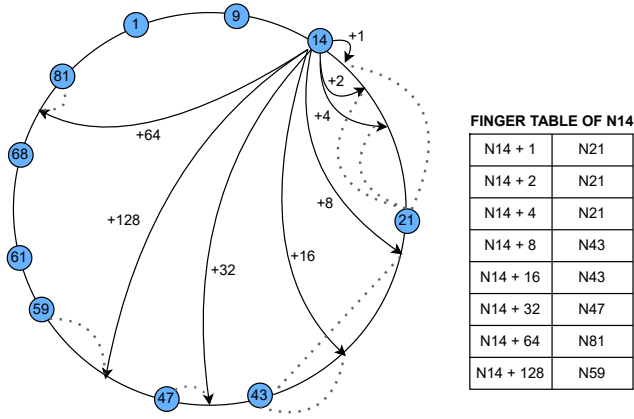 9
1
14
+1
81
+2
+4
+64
68
+8
+128
21
61
+16
+32
59
47
43
FINGER TABLE OF N14
N14 + 1 N21
N14 + 2 N21
N14 + 4 N21
N14 + 8 N43
N14 + 16 N43
N14 + 32 N47
N14 + 64 N81
N14 + 128 N59